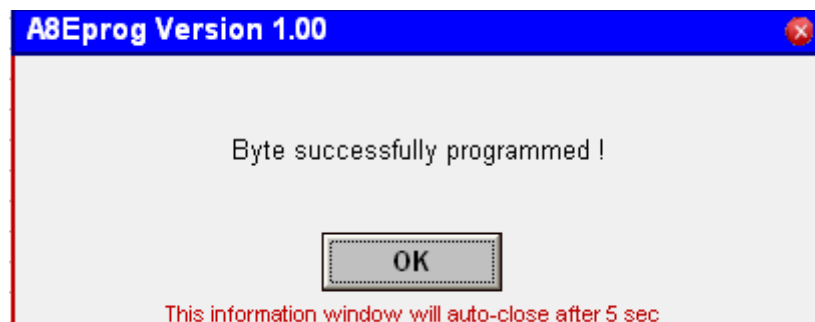 A8Eprog Version 1.00
Byte successfully programmed !
OK
This information window will auto-close after 5 sec